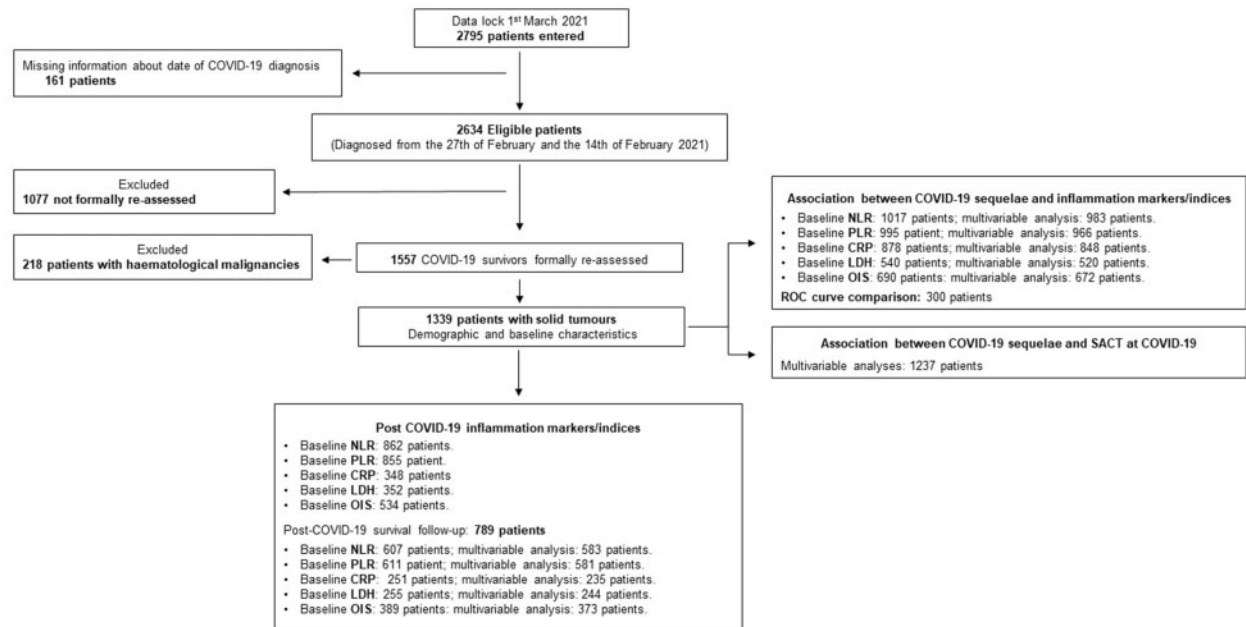 Data lock 1st March 2021
2795 patients entered
Missing information about date of COVID-19 diagnosis
161 patients
2634 Eligible patients
(Diagnosed from the 27th of February and the 14th of February 2021)
Excluded
1077 not formally re-assessed
Excluded
218 patients with haematological malignancies
1557 COVID-19 survivors formally re-assessed
1339 patients with solid tumours
Demographic and baseline characteristics
Association between COVID-19 sequelae and inflammation markers/indices
• Baseline NLR: 1017 patients; multivariable analysis: 983 patients.
• Baseline PLR: 995 patient; multivariable analysis: 966 patients.
• Baseline CRP: 878 patients; multivariable analysis: 848 patients.
• Baseline LDH: 540 patients; multivariable analysis: 520 patients.
• Baseline OIS: 690 patients: multivariable analysis: 672 patients.
ROC curve comparison: 300 patients
Association between COVID-19 sequelae and SACT at COVID-19
Multivariable analyses: 1237 patients
Post COVID-19 inflammation markers/indices
• Baseline NLR: 862 patients.
• Baseline PLR: 855 patient.
• Baseline CRP: 348 patients
• Baseline LDH: 352 patients.
• Baseline OIS: 534 patients.
Post-COVID-19 survival follow-up: 789 patients
• Baseline NLR: 607 patients; multivariable analysis: 583 patients.
• Baseline PLR: 611 patient; multivariable analysis: 581 patients.
• Baseline CRP: 251 patients; multivariable analysis: 235 patients.
• Baseline LDH: 255 patients; multivariable analysis: 244 patients.
• Baseline OIS: 389 patients: multivariable analysis: 373 patients.